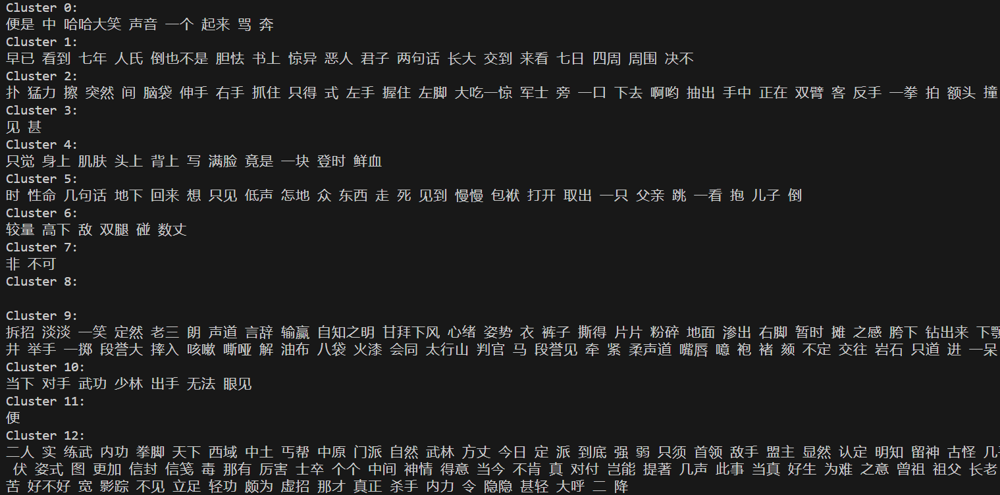 Cluster 0:
便是 中 哈哈大笑 声音 一个 起来 骂 奔
Cluster 1:
早已 看到 七年 人氏 倒也不是 胆怯 书上 惊异 恶人 君子 两句话 长大 交到 来看 七日 四周 周围 决不
Cluster 2:
扑 猛力 擦 突然 间 脑袋 伸手 右手 抓住 只得 式 左手 握住 左脚 大吃一惊 军士 旁 一口 下去 啊哟 抽出 手中 正在 双臂 客 反手 一拳 拍 额头 撞
Cluster 3:
见 甚
Cluster 4:
只觉 身上 肌肤 头上 背上 写 满脸 竟是 一块 登时 鲜血
Cluster 5:
时 性命 几句话 地下 回来 想 只见 低声 怎地 众 东西 走 死 见到 慢慢 包袱 打开 取出 一只 父亲 跳 一看 抱 儿子 倒
Cluster 6:
较量 高下 敌 双腿 碰 数丈
Cluster 7:
非 不可
Cluster 8:
Cluster 9:
拆招 淡淡 一笑 定然 老三 朗 声道 言辞 输赢 自知之明 甘拜下风 心绪 姿势 衣 裤子 撕得 片片 粉碎 地面 渗出 右脚 暂时 摊 之感 胯下 钻出来 下颚
井 举手 一掷 段誉大 摔入 咳嗽 嘶哑 解 油布 八袋 火漆 会同 太行山 判官 马 段誉见 牵 紧 柔声道 嘴唇 噫 袍 褚 颏 不定 交往 岩石 只道 进 一呆
Cluster 10:
当下 对手 武功 少林 出手 无法 眼见
Cluster 11:
便
Cluster 12:
二人 实 练武 内功 拳脚 天下 西域 中土 丐帮 中原 门派 自然 武林 方丈 今日 定 派 到底 强 弱 只须 首领 敌手 盟主 显然 认定 明知 留神 古怪 几
伏 姿式 图 更加 信封 信笺 毒 那有 厉害 士卒 个个 中间 神情 得意 当今 不肯 真 对付 岂能 提著 几声 此事 当真 好生 为难 之意 曾祖 祖父 长老
苦 好不好 宽 影踪 不见 立足 轻功 颇为 虚招 那才 真正 杀手 内力 令 隐隐 甚轻 大呼 二 降